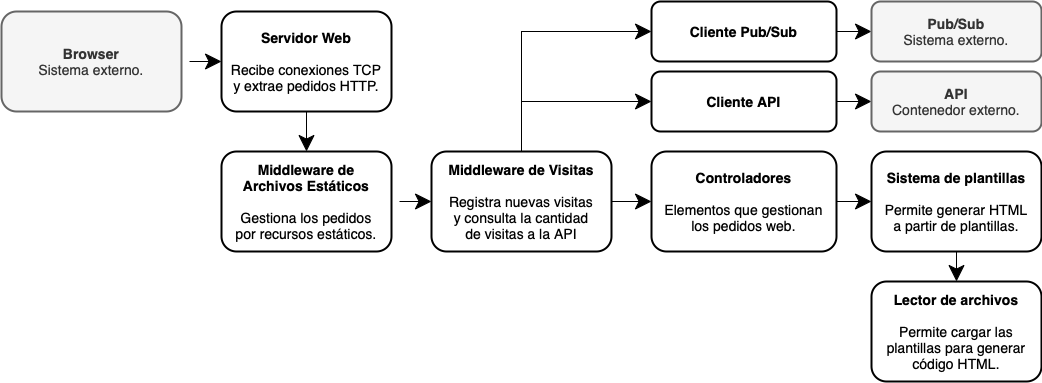 Browser
Sistema externo.
Servidor Web
Recibe conexiones TCP
y extrae pedidos HTTP.
Cliente Pub/Sub
Pub/Sub
Sistema externo.
Cliente API
API
Contenedor externo.
Middleware de
Archivos Estáticos
Gestiona los pedidos
por recursos estáticos.
Middleware de Visitas
Registra nuevas visitas
y consulta la cantidad
de visitas a la API
Controladores
Elementos que gestionan
los pedidos web.
Sistema de plantillas
Permite generar HTML
a partir de plantillas.
Lector de archivos
Permite cargar las
plantillas para generar
código HTML.